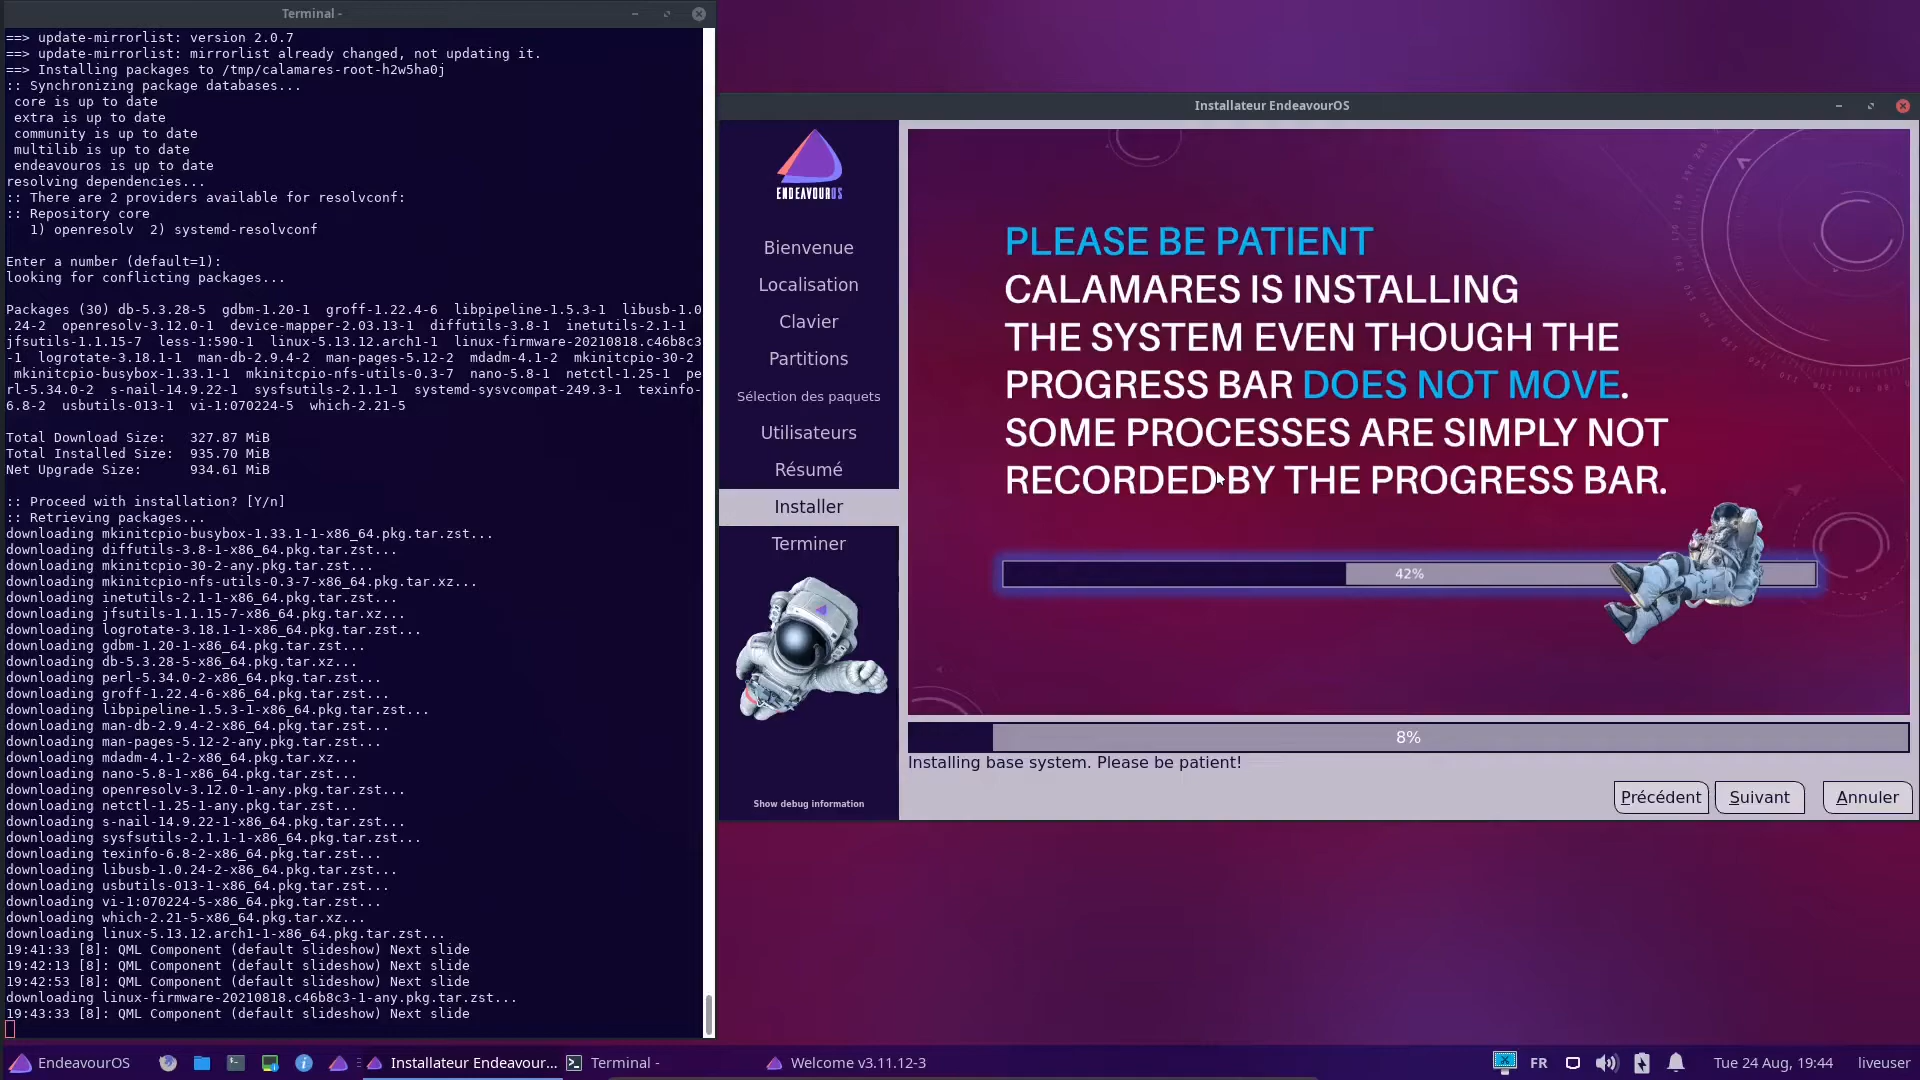 Terminal -
==> update-mirrorlist: version 2.0.7
==> update-mirrorlist: mirrorlist already changed, not updating it.
==> Installing packages to /tmp/calamares-root-h2w5ha0j
:: Synchronizing package databases...
core is up to date
extra is up to date
community is up to date
multilib is up to date
endeavouros is up to date
resolving dependencies...
:: There are 2 providers available for resolvconf:
:: Repository core
1) openresolv  2) systemd-resolvconf
Enter a number (default=1):
looking for conflicting packages...
Packages (30) db-5.3.28-5  gdbm-1.20-1  groff-1.22.4-6  libpipeline-1.5.3-1  libusb-1.0
.24-2  openresolv-3.12.0-1  device-mapper-2.03.13-1  diffutils-3.8-1  inetutils-2.1-1
jfsutils-1.1.15-7  less-1:590-1  linux-5.13.12.arch1-1  linux-firmware-20210818.c46b8c3
-1  logrotate-3.18.1-1  man-db-2.9.4-2  man-pages-5.12-2  mdadm-4.1-2  mkinitcpio-30-2
mkinitcpio-busybox-1.33.1-1  mkinitcpio-nfs-utils-0.3-7  nano-5.8-1  netctl-1.25-1  pe
rl-5.34.0-2  s-nail-14.9.22-1  sysfsutils-2.1.1-1  systemd-sysvcompat-249.3-1  texinfo-
6.8-2  usbutils-013-1  vi-1:070224-5  which-2.21-5
Total Download Size:   327.87 MiB
Total Installed Size:  935.70 MiB
Net Upgrade Size:      934.61 MiB
:: Proceed with installation? [Y/n]
:: Retrieving packages...
downloading mkinitcpio-busybox-1.33.1-1-x86_64.pkg.tar.zst...
downloading diffutils-3.8-1-x86_64.pkg.tar.zst...
downloading mkinitcpio-30-2-any.pkg.tar.zst...
downloading mkinitcpio-nfs-utils-0.3-7-x86_64.pkg.tar.xz...
downloading inetutils-2.1-1-x86_64.pkg.tar.zst...
downloading jfsutils-1.1.15-7-x86_64.pkg.tar.xz...
downloading logrotate-3.18.1-1-x86_64.pkg.tar.zst...
downloading gdbm-1.20-1-x86_64.pkg.tar.zst...
downloading db-5.3.28-5-x86_64.pkg.tar.xz...
downloading perl-5.34.0-2-x86_64.pkg.tar.zst...
downloading groff-1.22.4-6-x86_64.pkg.tar.zst...
downloading libpipeline-1.5.3-1-x86_64.pkg.tar.zst...
downloading man-db-2.9.4-2-x86_64.pkg.tar.zst...
downloading man-pages-5.12-2-any.pkg.tar.zst...
downloading mdadm-4.1-2-x86_64.pkg.tar.xz...
downloading nano-5.8-1-x86_64.pkg.tar.zst...
downloading openresolv-3.12.0-1-any.pkg.tar.zst...
downloading netctl-1.25-1-any.pkg.tar.zst...
downloading s-nail-14.9.22-1-x86_64.pkg.tar.zst...
downloading sysfsutils-2.1.1-1-x86_64.pkg.tar.zst...
downloading texinfo-6.8-2-x86_64.pkg.tar.zst...
downloading libusb-1.0.24-2-x86_64.pkg.tar.zst...
downloading usbutils-013-1-x86_64.pkg.tar.zst...
downloading vi-1:070224-5-x86_64.pkg.tar.zst...
downloading which-2.21-5-x86_64.pkg.tar.xz...
downloading linux-5.13.12.arch1-1-x86_64.pkg.tar.zst...
19:41:33 [8]: QML Component (default slideshow) Next slide
19:42:13 [8]: QML Component (default slideshow) Next slide
19:42:53 [8]: QML Component (default slideshow) Next slide
downloading linux-firmware-20210818.c46b8c3-1-any.pkg.tar.zst...
19:43:33 [8]: QML Component (default slideshow) Next slide
Installateur EndeavourOS
ENDEAVOUROS
Bienvenue
Localisation
Clavier
Partitions
Sélection des paquets
Utilisateurs
Résumé
Installer
Terminer
Show debug information
PLEASE BE PATIENT
CALAMARES IS INSTALLING
THE SYSTEM EVEN THOUGH THE
PROGRESS BAR DOES NOT MOVE.
SOME PROCESSES ARE SIMPLY NOT
RECORDED BY THE PROGRESS BAR.
42%
8%
Installing base system. Please be patient!
Précédent
Suivant
Annuler
EndeavourOS
Installateur Endeavour...
Terminal -
Welcome v3.11.12-3
FR
Tue 24 Aug, 19:44
liveuser